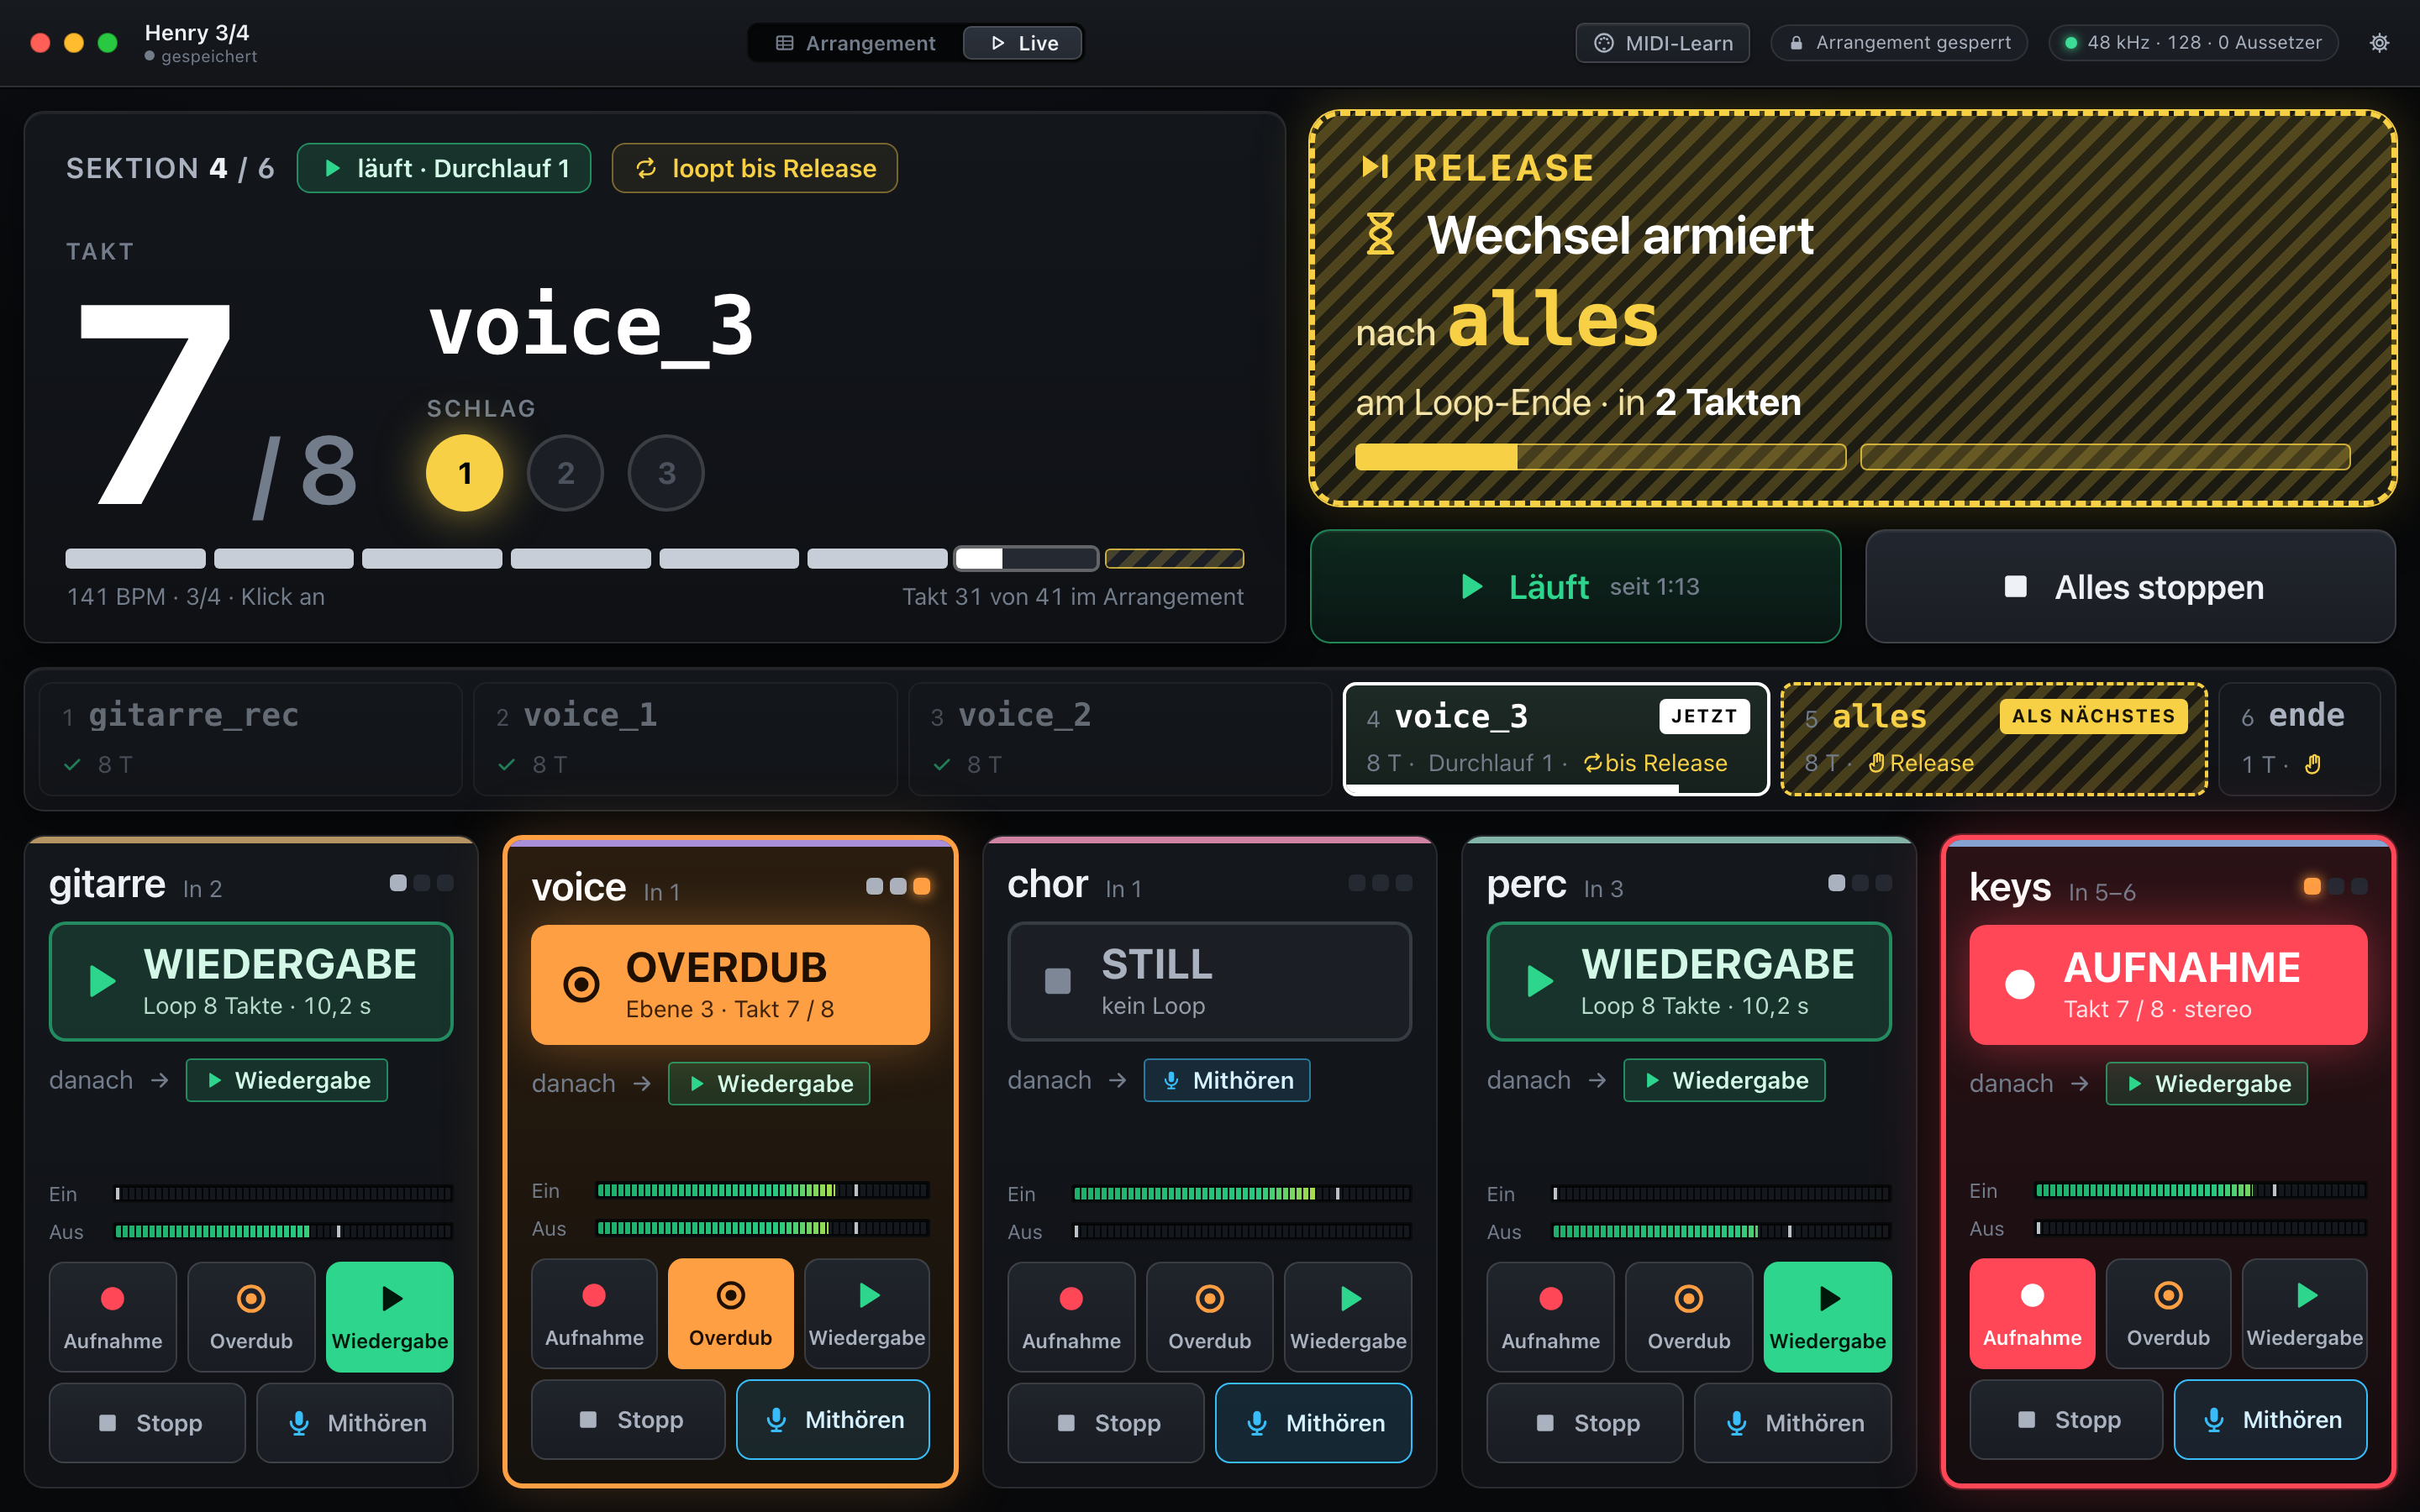 Henry 3/4
gespeichert
Arrangement
Live
MIDI-Learn
Arrangement gesperrt
48 kHz · 128 · 0 Aussetzer
SEKTION 4 / 6
läuft · Durchlauf 1
loopt bis Release
TAKT
7 / 8
voice_3
SCHLAG
1 2 3
141 BPM · 3/4 · Klick an
Takt 31 von 41 im Arrangement
RELEASE
Wechsel armiert
nach alles
am Loop-Ende · in 2 Takten
Läuft seit 1:13
Alles stoppen
1 gitarre_rec
8 T
2 voice_1
8 T
3 voice_2
8 T
4 voice_3 JETZT
8 T · Durchlauf 1 · bis Release
5 alles ALS NÄCHSTES
8 T · Release
6 ende
1 T ·
gitarre In 2
WIEDERGABE
Loop 8 Takte · 10,2 s
danach → Wiedergabe
Ein
Aus
Aufnahme Overdub Wiedergabe
Stopp Mithören
voice In 1
OVERDUB
Ebene 3 · Takt 7 / 8
danach → Wiedergabe
Ein
Aus
Aufnahme Overdub Wiedergabe
Stopp Mithören
chor In 1
STILL
kein Loop
danach → Mithören
Ein
Aus
Aufnahme Overdub Wiedergabe
Stopp Mithören
perc In 3
WIEDERGABE
Loop 8 Takte · 10,2 s
danach → Wiedergabe
Ein
Aus
Aufnahme Overdub Wiedergabe
Stopp Mithören
keys In 5–6
AUFNAHME
Takt 7 / 8 · stereo
danach → Wiedergabe
Ein
Aus
Aufnahme Overdub Wiedergabe
Stopp Mithören